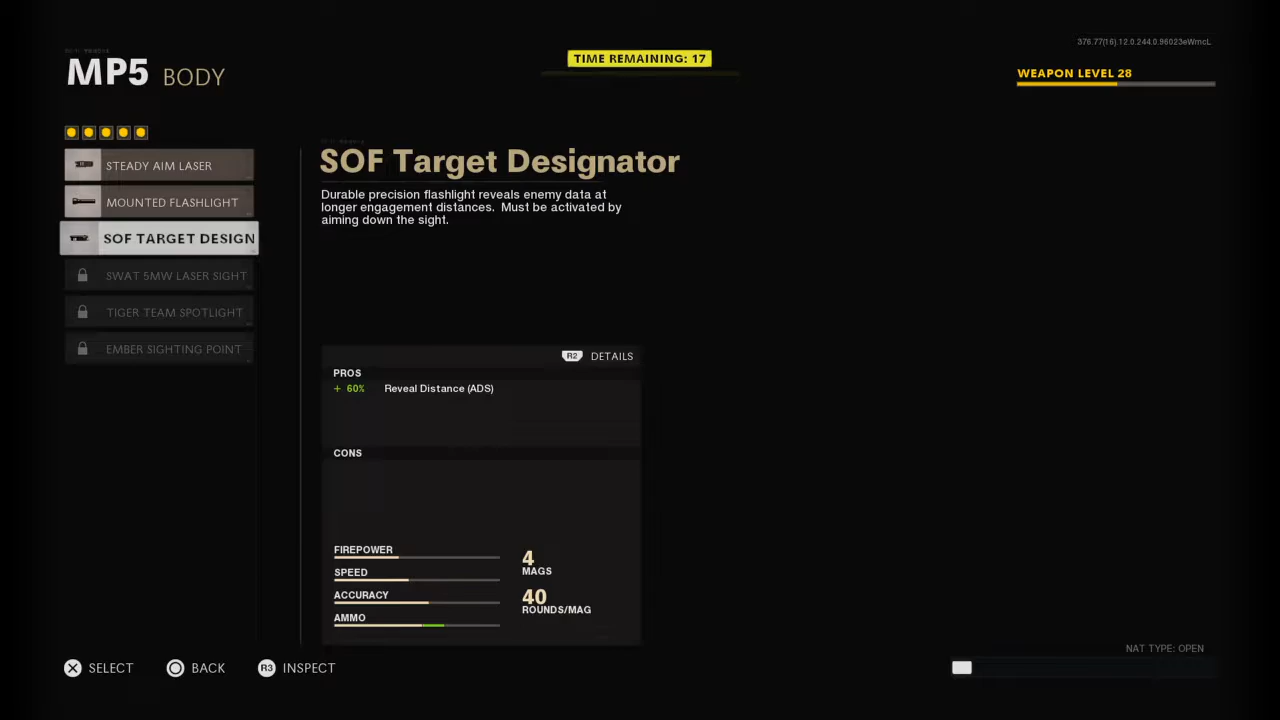 376.77(16).12.0.244.0.96023eWmcL
MP5 BODY
TIME REMAINING: 17
WEAPON LEVEL 28
STEADY AIM LASER
MOUNTED FLASHLIGHT
SOF TARGET DESIGN
SWAT 5MW LASER SIGHT
TIGER TEAM SPOTLIGHT
EMBER SIGHTING POINT
SOF Target Designator
Durable precision flashlight reveals enemy data at
longer engagement distances. Must be activated by
aiming down the sight.
R2 DETAILS
PROS
+ 60% Reveal Distance (ADS)
CONS
FIREPOWER
SPEED
ACCURACY
AMMO
4
MAGS
40
ROUNDS/MAG
SELECT
BACK
R3 INSPECT
NAT TYPE: OPEN